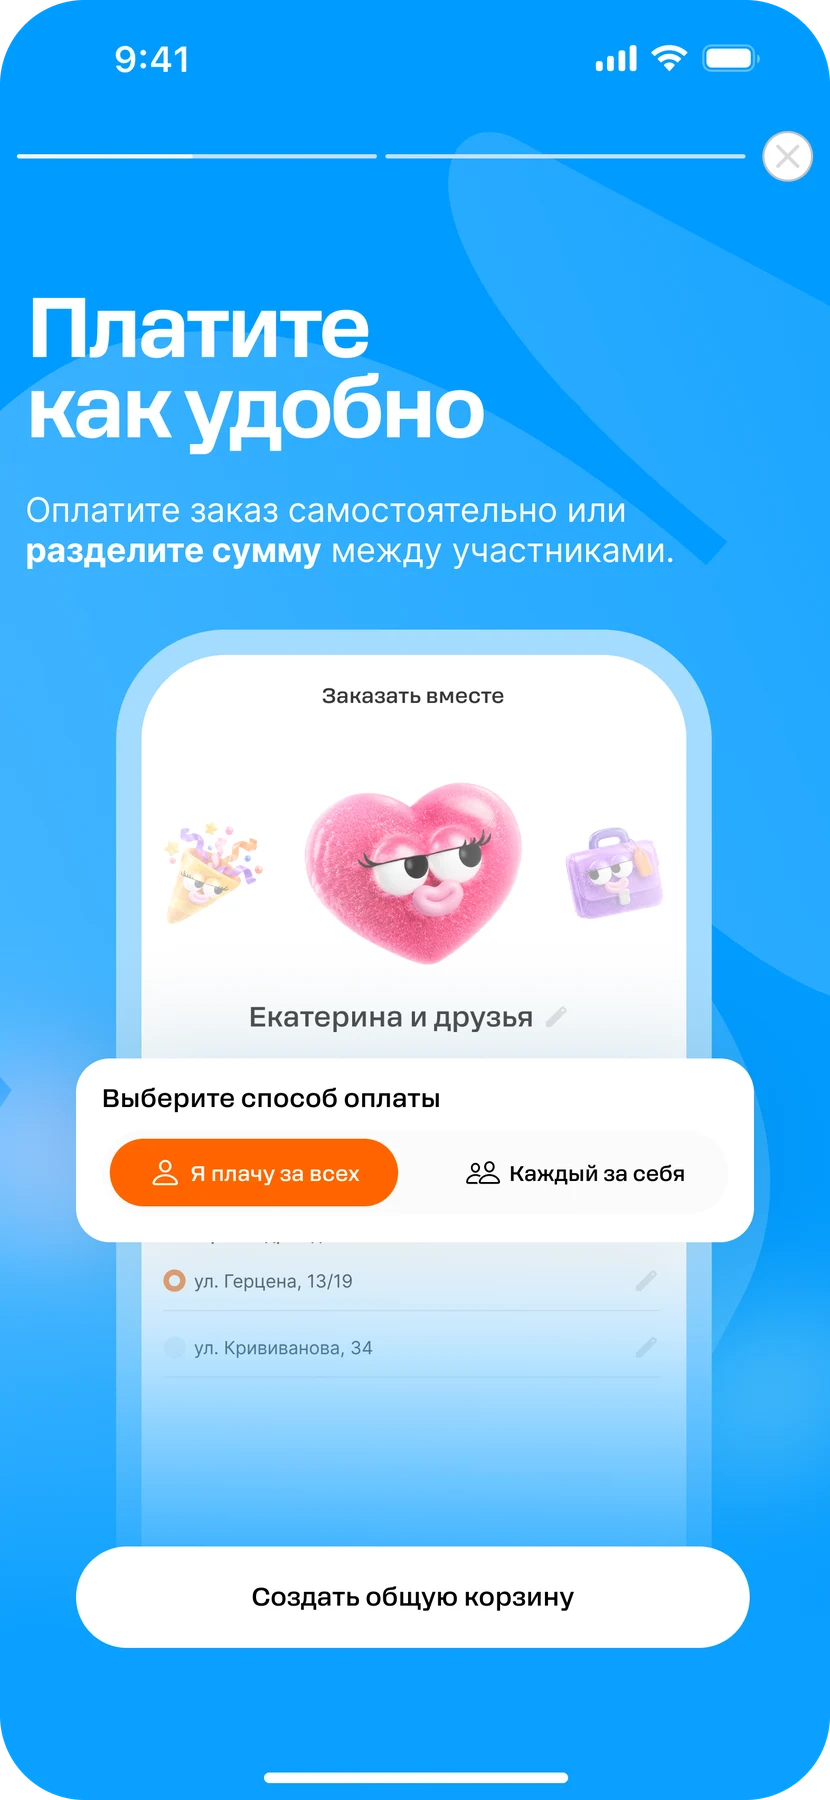 9:41
Платите
как удобно
Оплатите заказ самостоятельно или
разделите сумму между участниками.
Заказать вместе
Екатерина и друзья
Выберите способ оплаты
Я плачу за всех
Каждый за себя
ул. Герцена, 13/19
ул. Крививанова, 34
Создать общую корзину